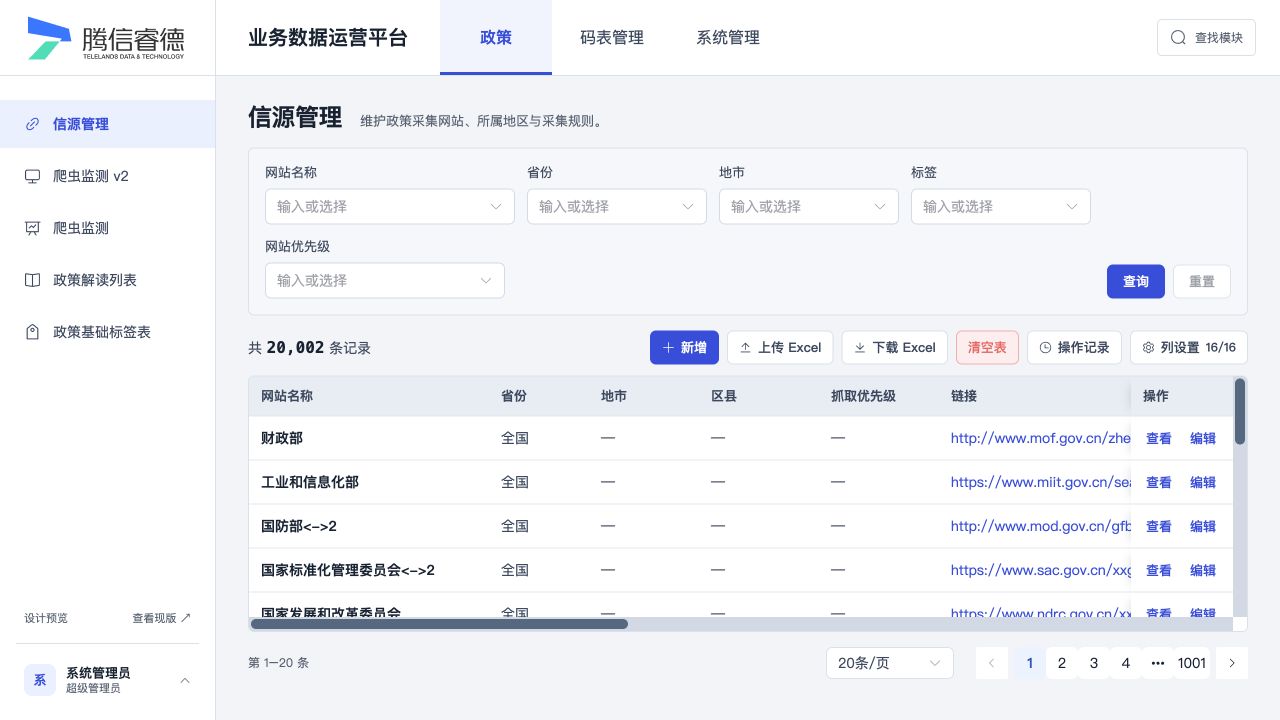 腾信睿德
TELELANDS DATA & TECHNOLOGY
业务数据运营平台
政策
码表管理
系统管理
查找模块
信源管理
爬虫监测 v2
爬虫监测
政策解读列表
政策基础标签表
设计预览
查看现版
系
系统管理员
超级管理员
信源管理
维护政策采集网站、所属地区与采集规则。
网站名称
省份
地市
标签
输入或选择
输入或选择
输入或选择
输入或选择
网站优先级
输入或选择
查询
重置
共 20,002 条记录
新增
上传 Excel
下载 Excel
清空表
操作记录
列设置 16/16
网站名称 省份 地市 区县 抓取优先级 链接 操作
财政部 全国 — — — http://www.mof.gov.cn/zhe 查看 编辑
工业和信息化部 全国 — — — https://www.miit.gov.cn/sea 查看 编辑
国防部<->2 全国 — — — http://www.mod.gov.cn/gfb 查看 编辑
国家标准化管理委员会<->2 全国 — — — https://www.sac.gov.cn/xxg 查看 编辑
国家发展和改革委员会 全国 — — — https://www.ndrc.gov.cn/xx 查看 编辑
第 1—20 条
20条/页
1 2 3 4 ••• 1001